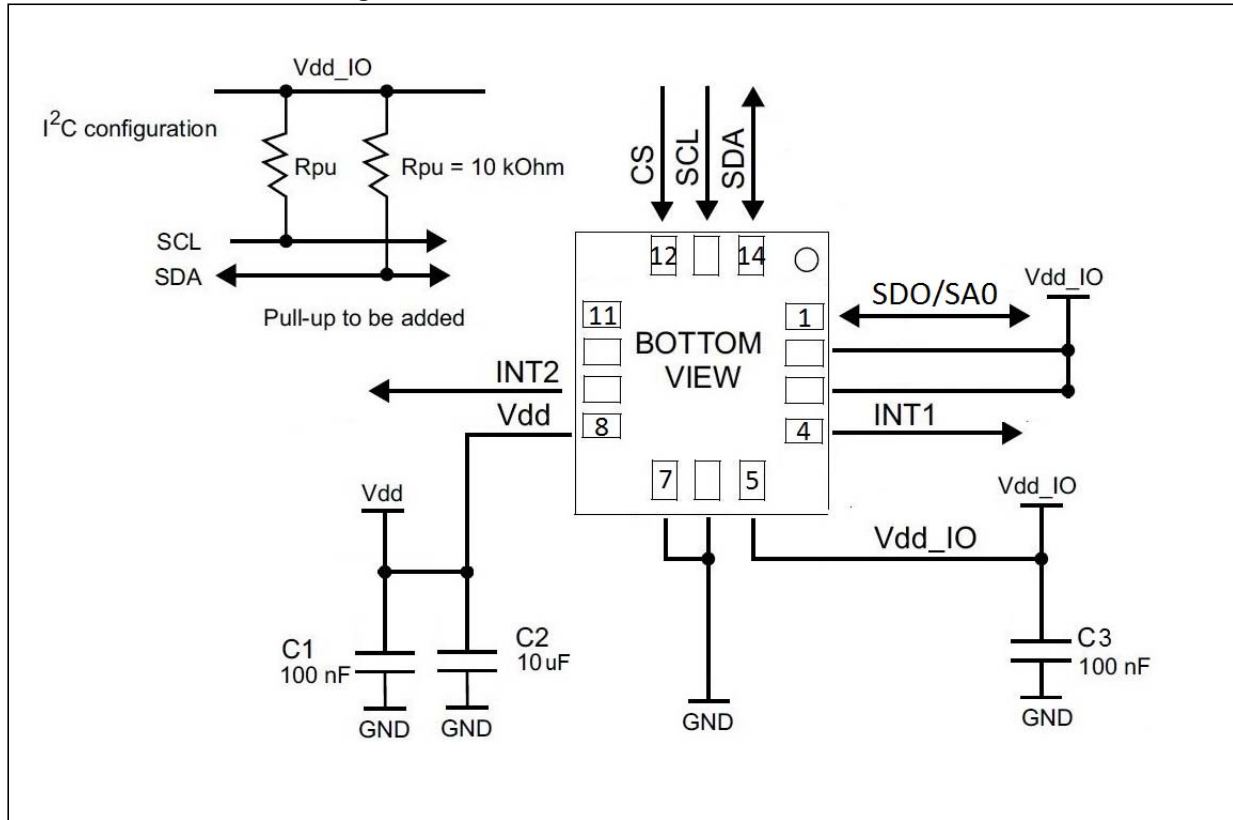 Vdd_IO
I²C configuration
Rpu
Rpu = 10 kOhm
SCL
SDA
Pull-up to be added
CS
SCL
SDA
12
14
11
1
SDO/SA0
Vdd_IO
BOTTOM
VIEW
INT2
Vdd
8
4
INT1
7
5
Vdd
Vdd_IO
Vdd_IO
C1
100 nF
C2
10uF
C3
100 nF
GND
GND
GND
GND